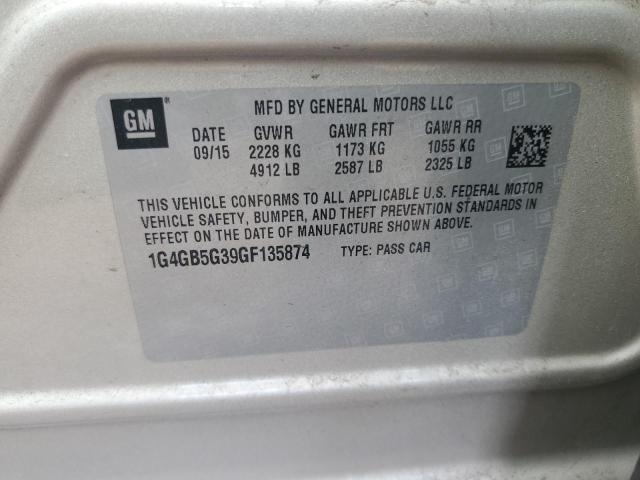 GM
MFD BY GENERAL MOTORS LLC
DATE GVWR GAWR FRT GAWR RR
09/15 2228 KG 1173 KG 1055 KG
4912 LB 2587 LB 2325 LB
THIS VEHICLE CONFORMS TO ALL APPLICABLE U.S. FEDERAL MOTOR
VEHICLE SAFETY, BUMPER, AND THEFT PREVENTION STANDARDS IN
EFFECT ON THE DATE OF MANUFACTURE SHOWN ABOVE.
1G4GB5G39GF135874 TYPE: PASS CAR